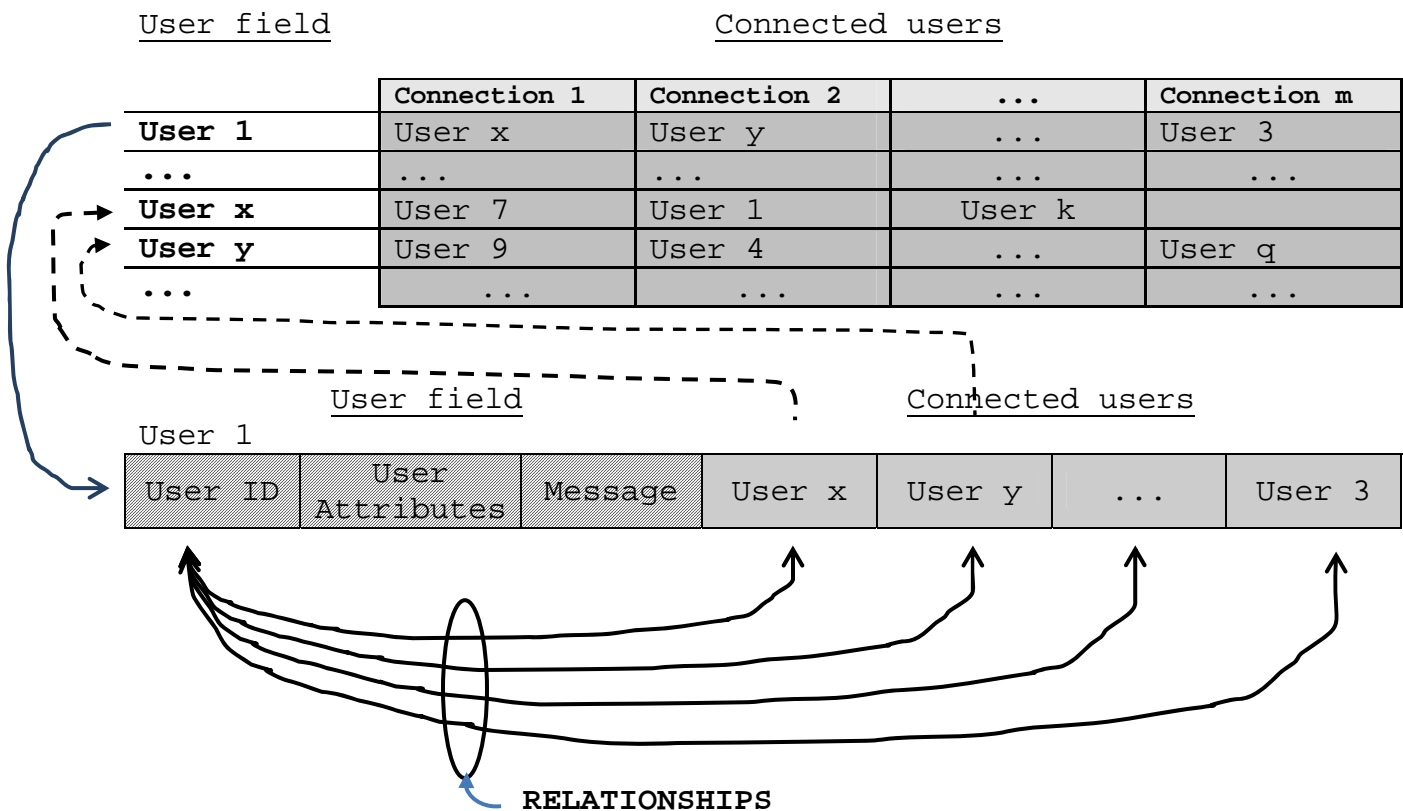 User field Connected users
Connection 1 Connection 2 ... Connection m
User 1 User x User y ... User 3
... ... ... ... ...
User x User 7 User 1 User k
User y User 9 User 4 ... User q
... ... ... ... ...
User field Connected users
User 1
User ID User Attributes Message User x User y ... User 3
RELATIONSHIPS